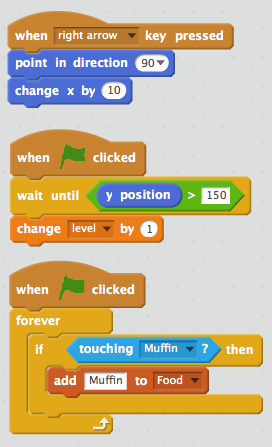 when right arrow key pressed
point in direction 90
change x by 10
when clicked
wait until y position > 150
change level by 1
when clicked
forever
if touching Muffin ? then
add Muffin to Food